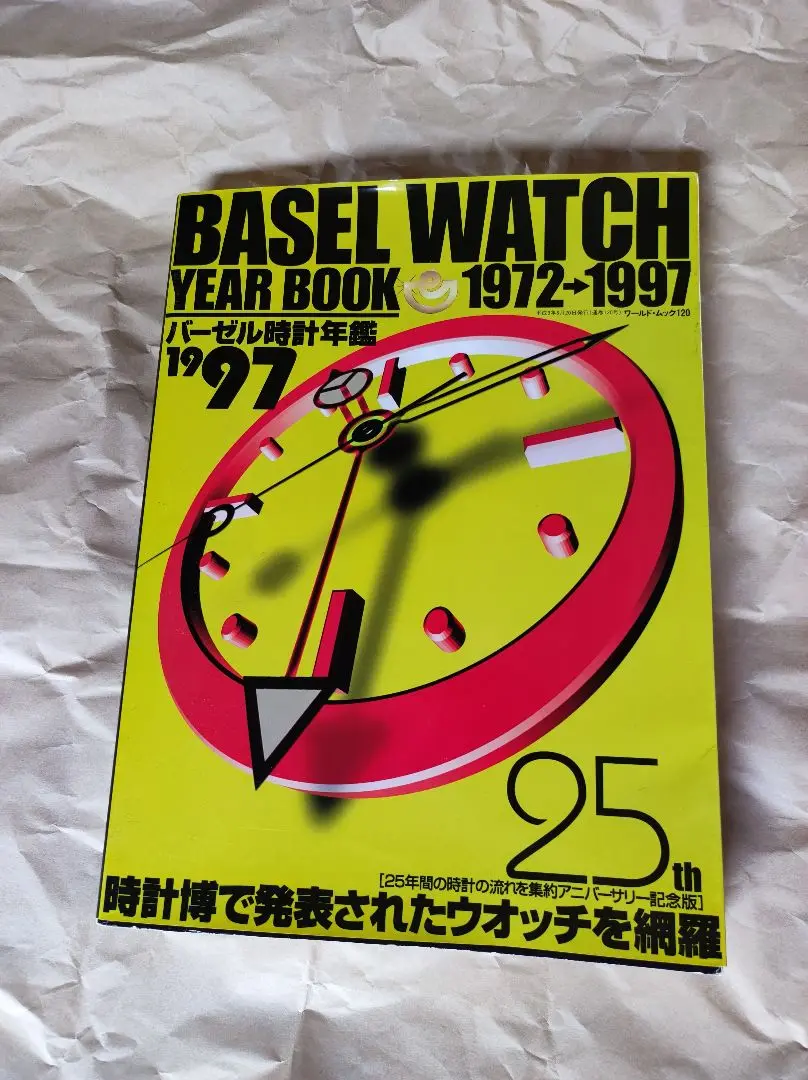 BASEL WATCH
YEAR BOOK 1972→1997
バーゼル時計年鑑
ワールド・ムック120
1997
25th
[25年間の時計の流れを集約アニバーサリー記念版]
時計博で発表されたウオッチを網羅